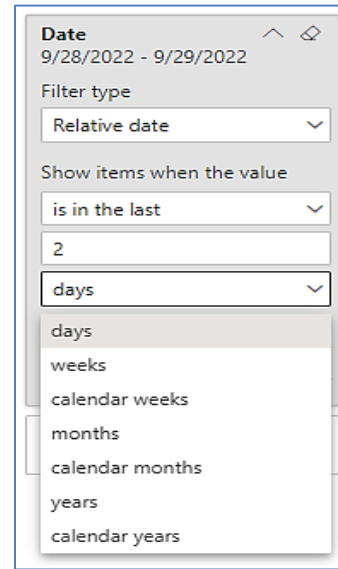 Date
9/28/2022 - 9/29/2022
Filter type
Relative date
Show items when the value
is in the last
2
days
days
weeks
calendar weeks
months
calendar months
years
calendar years